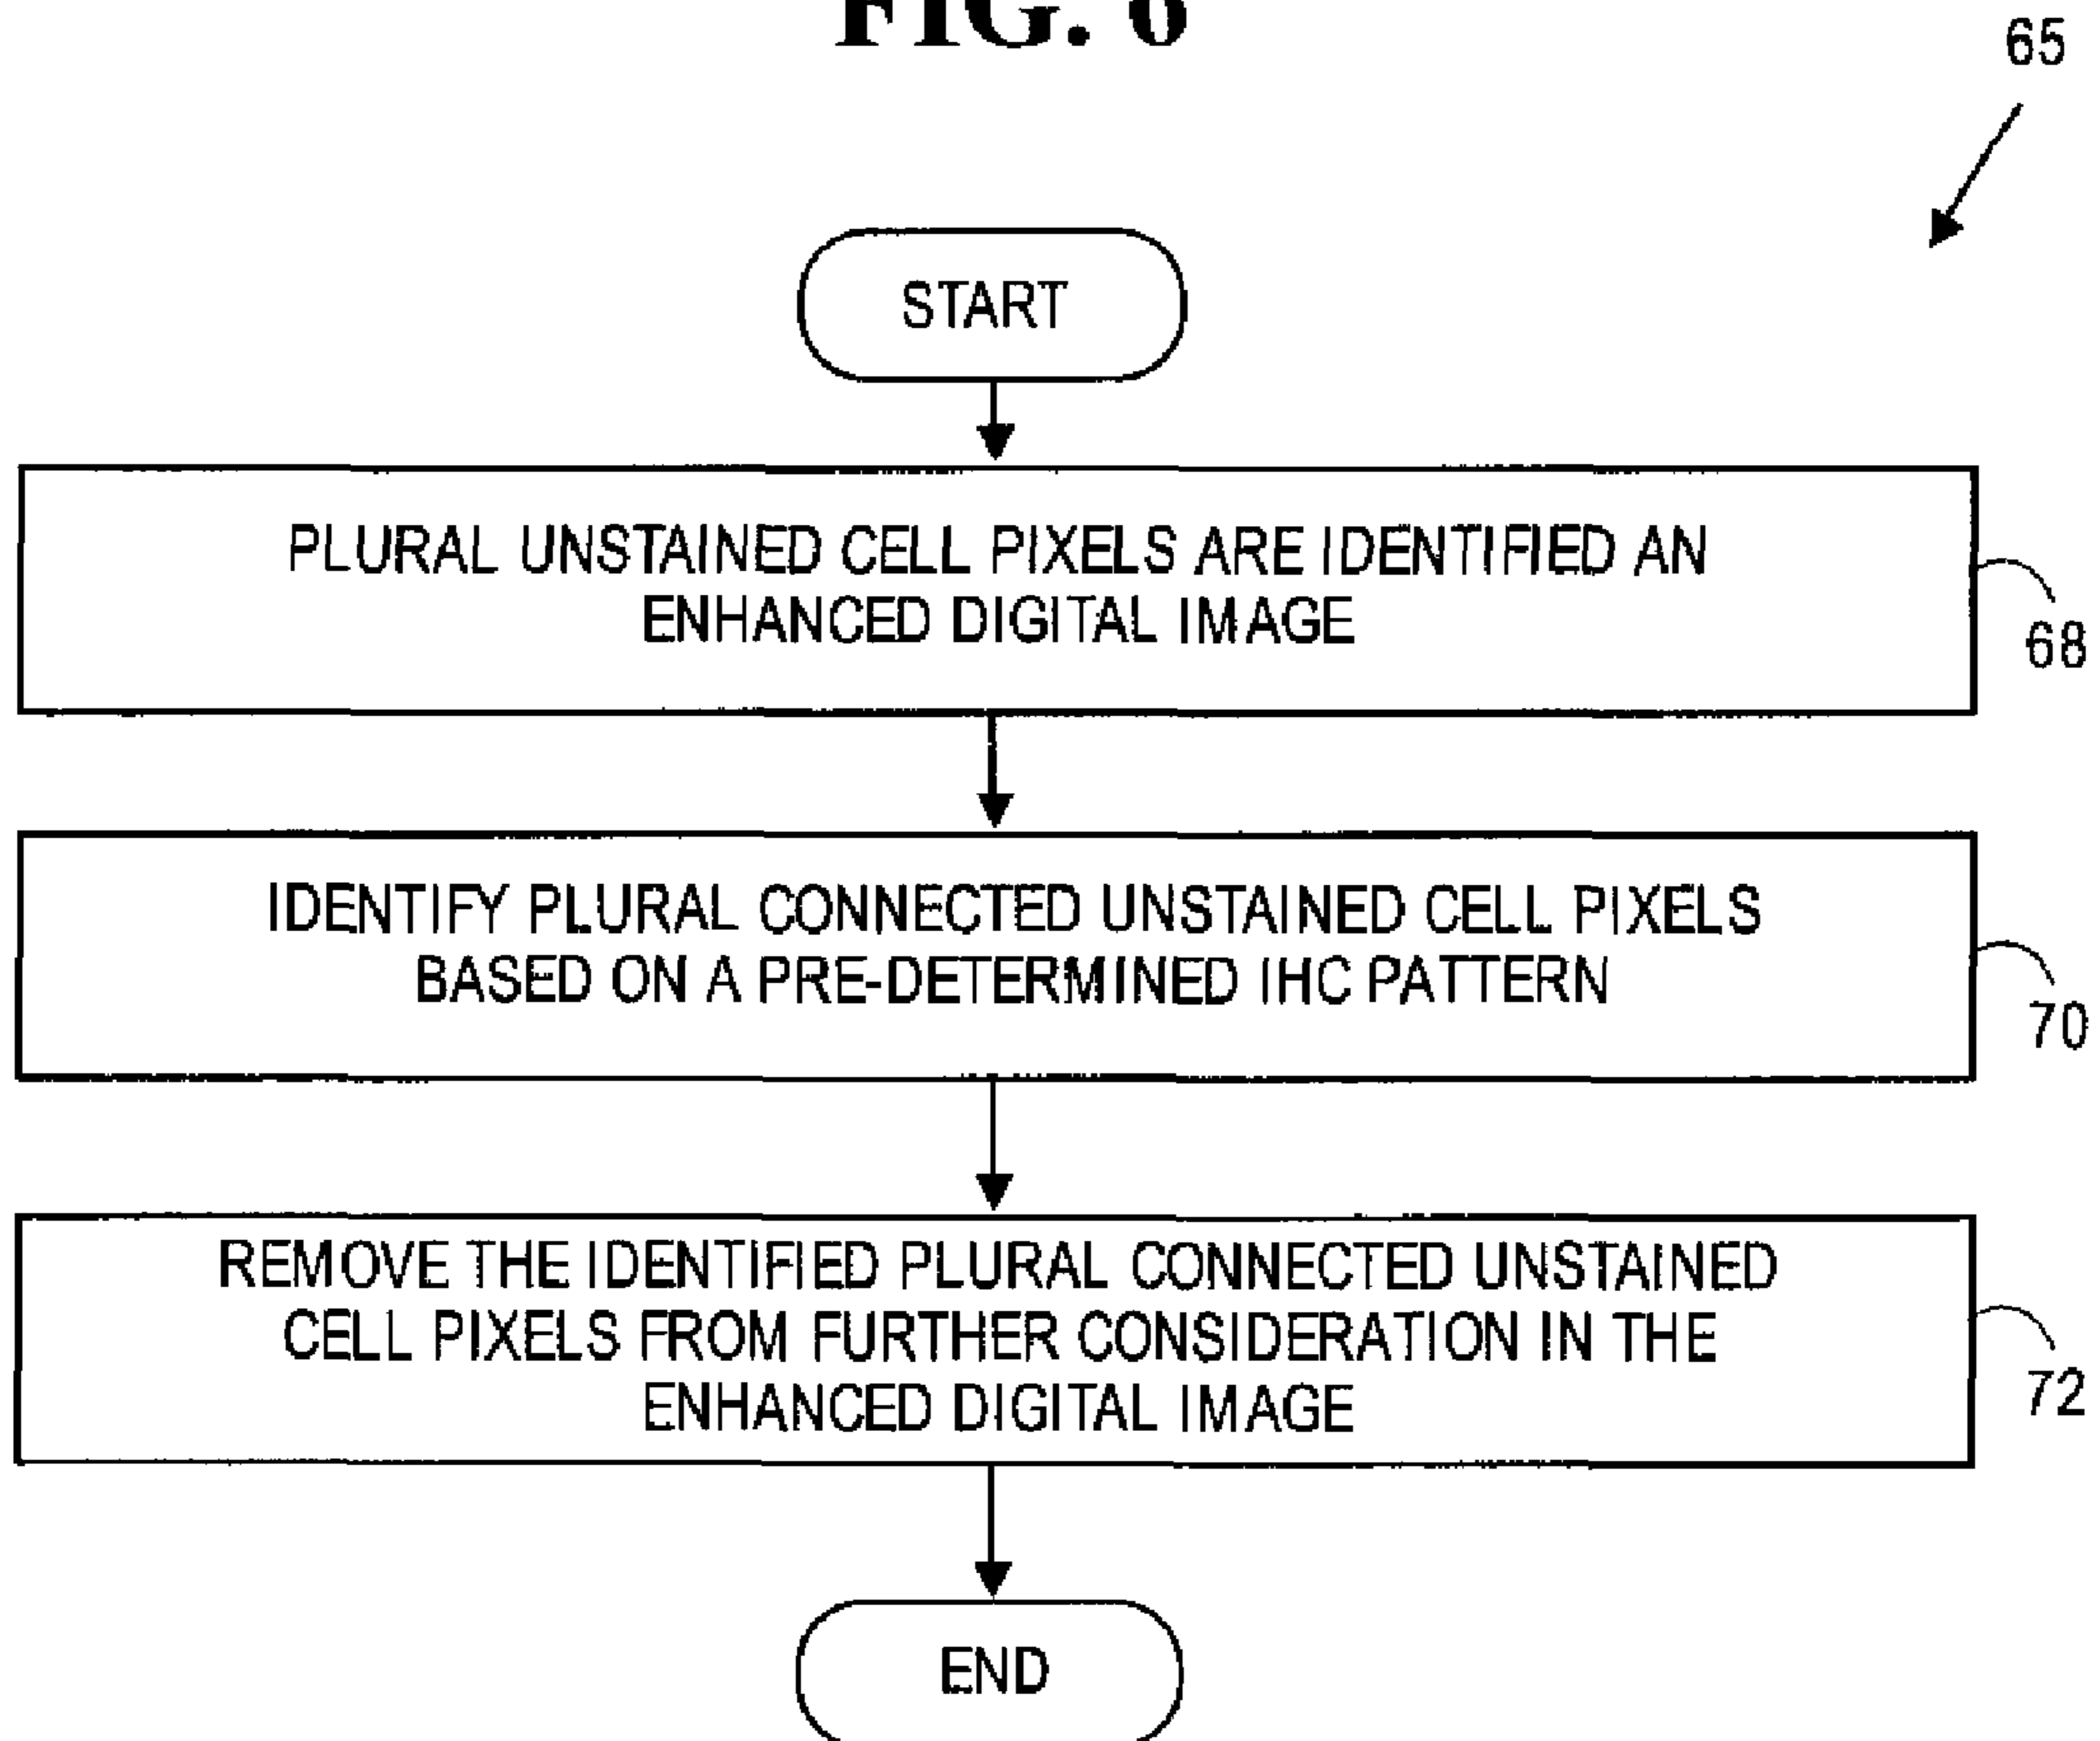 FIG. 6
65
START
PLURAL UNSTAINED CELL PIXELS ARE IDENTIFIED AN
ENHANCED DIGITAL IMAGE
68
IDENTIFY PLURAL CONNECTED UNSTAINED CELL PIXELS
BASED ON A PRE-DETERMINED IHC PATTERN
70
REMOVE THE IDENTIFIED PLURAL CONNECTED UNSTAINED
CELL PIXELS FROM FURTHER CONSIDERATION IN THE
ENHANCED DIGITAL IMAGE
72
END